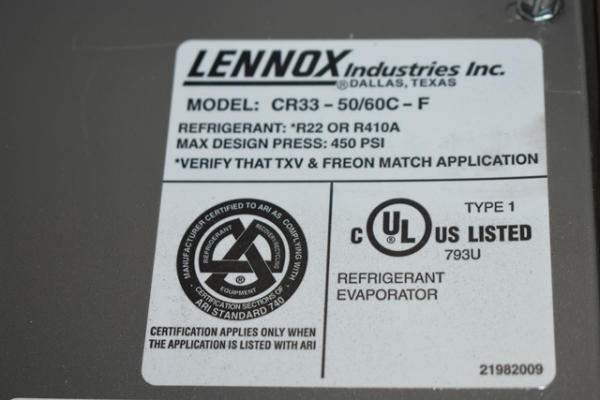 LENNOX Industries Inc.
® DALLAS, TEXAS
MODEL: CR33 - 50/60C - F
REFRIGERANT: *R22 OR R410A
MAX DESIGN PRESS: 450 PSI
*VERIFY THAT TXV & FREON MATCH APPLICATION
MANUFACTURER CERTIFIED TO ARI AS COMPLYING WITH
REFRIGERANT
RECOVERY/RECYCLING
EQUIPMENT
®
CERTIFICATION SECTIONS OF
ARI STANDARD 740
CERTIFICATION APPLIES ONLY WHEN
THE APPLICATION IS LISTED WITH ARI
TYPE 1
C UL ® US LISTED
793U
REFRIGERANT
EVAPORATOR
21982009